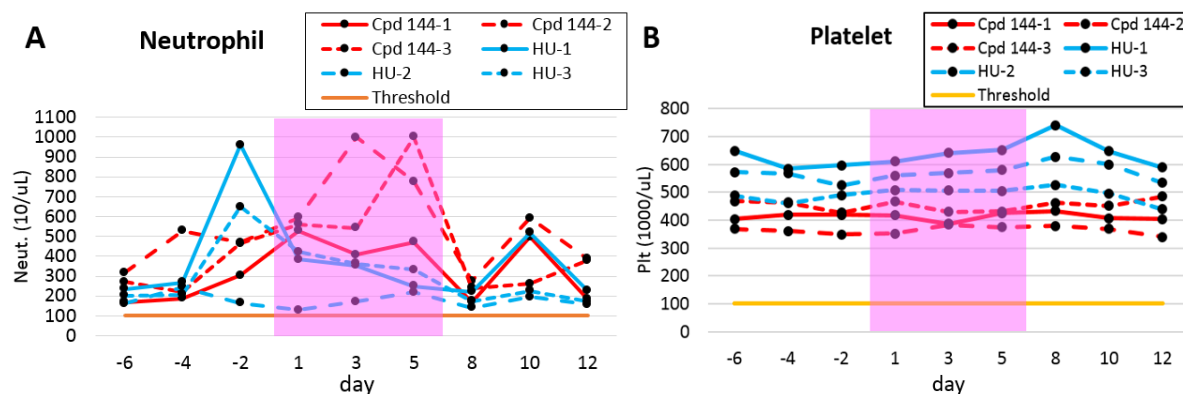 A
Neutrophil
Cpd 144-1 Cpd 144-2
Cpd 144-3 HU-1
HU-2 HU-3
Threshold
Neut. (10/uL)
1100
1000
900
800
700
600
500
400
300
200
100
0
-6 -4 -2 1 3 5 8 10 12
day
B
Platelet
Cpd 144-1 Cpd 144-2
Cpd 144-3 HU-1
HU-2 HU-3
Threshold
Plt (1000/uL)
800
700
600
500
400
300
200
100
0
-6 -4 -2 1 3 5 8 10 12
day